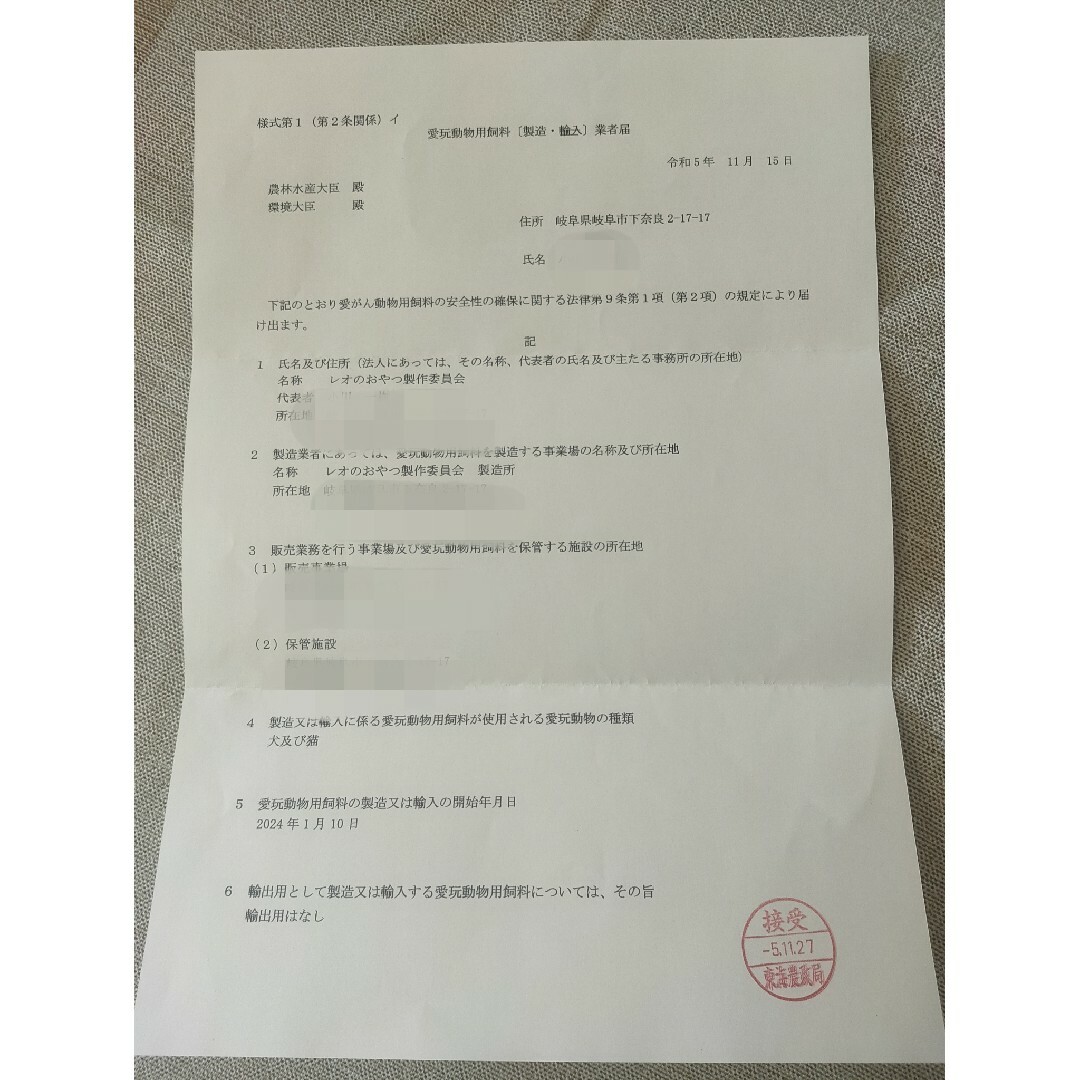 様式第1（第2条関係）イ
愛玩動物用飼料〔製造・輸入〕業者届
令和5年 11月 15日
農林水産大臣 殿
環境大臣 殿
住所 岐阜県岐阜市下奈良2-17-17
氏名
下記のとおり愛がん動物用飼料の安全性の確保に関する法律第9条第1項（第2項）の規定により届
け出ます。
記
1 氏名及び住所（法人にあっては、その名称、代表者の氏名及び主たる事務所の所在地）
名称 レオのおやつ製作委員会
代表者
所在地
2 製造業者にあっては、愛玩動物用飼料を製造する事業場の名称及び所在地
名称 レオのおやつ製作委員会 製造所
所在地
3 販売業務を行う事業場及び愛玩動物用飼料を保管する施設の所在地
（1）販売事業場
（2）保管施設
4 製造又は輸入に係る愛玩動物用飼料が使用される愛玩動物の種類
犬及び猫
5 愛玩動物用飼料の製造又は輸入の開始年月日
2024年1月10日
6 輸出用として製造又は輸入する愛玩動物用飼料については、その旨
輸出用はなし
接受
-5.11.27
東海農政局